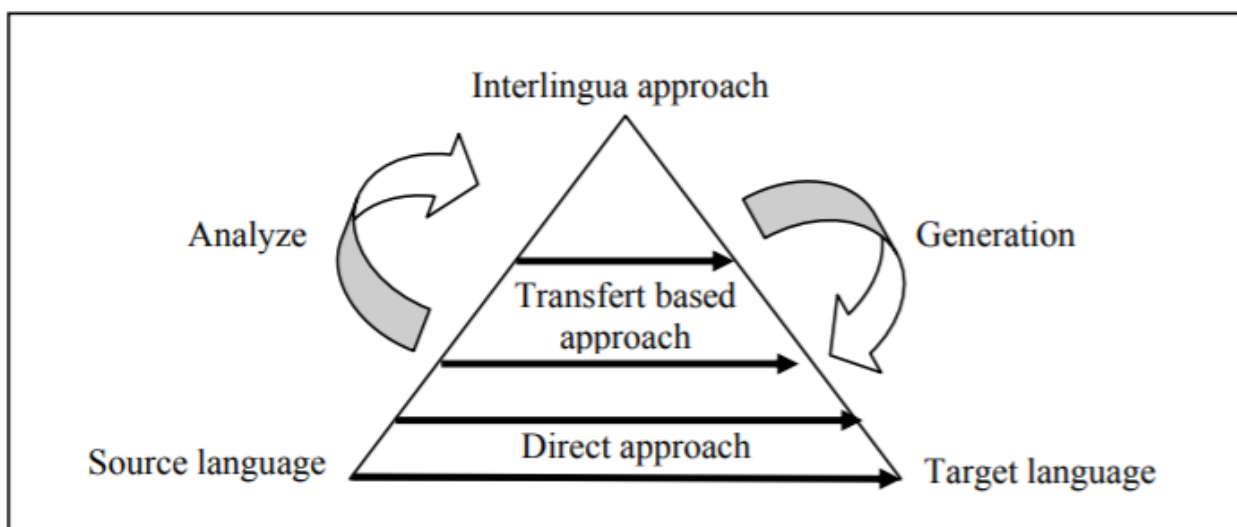 Interlingua approach
Analyze
Generation
Transfert based
approach
Direct approach
Source language
Target language